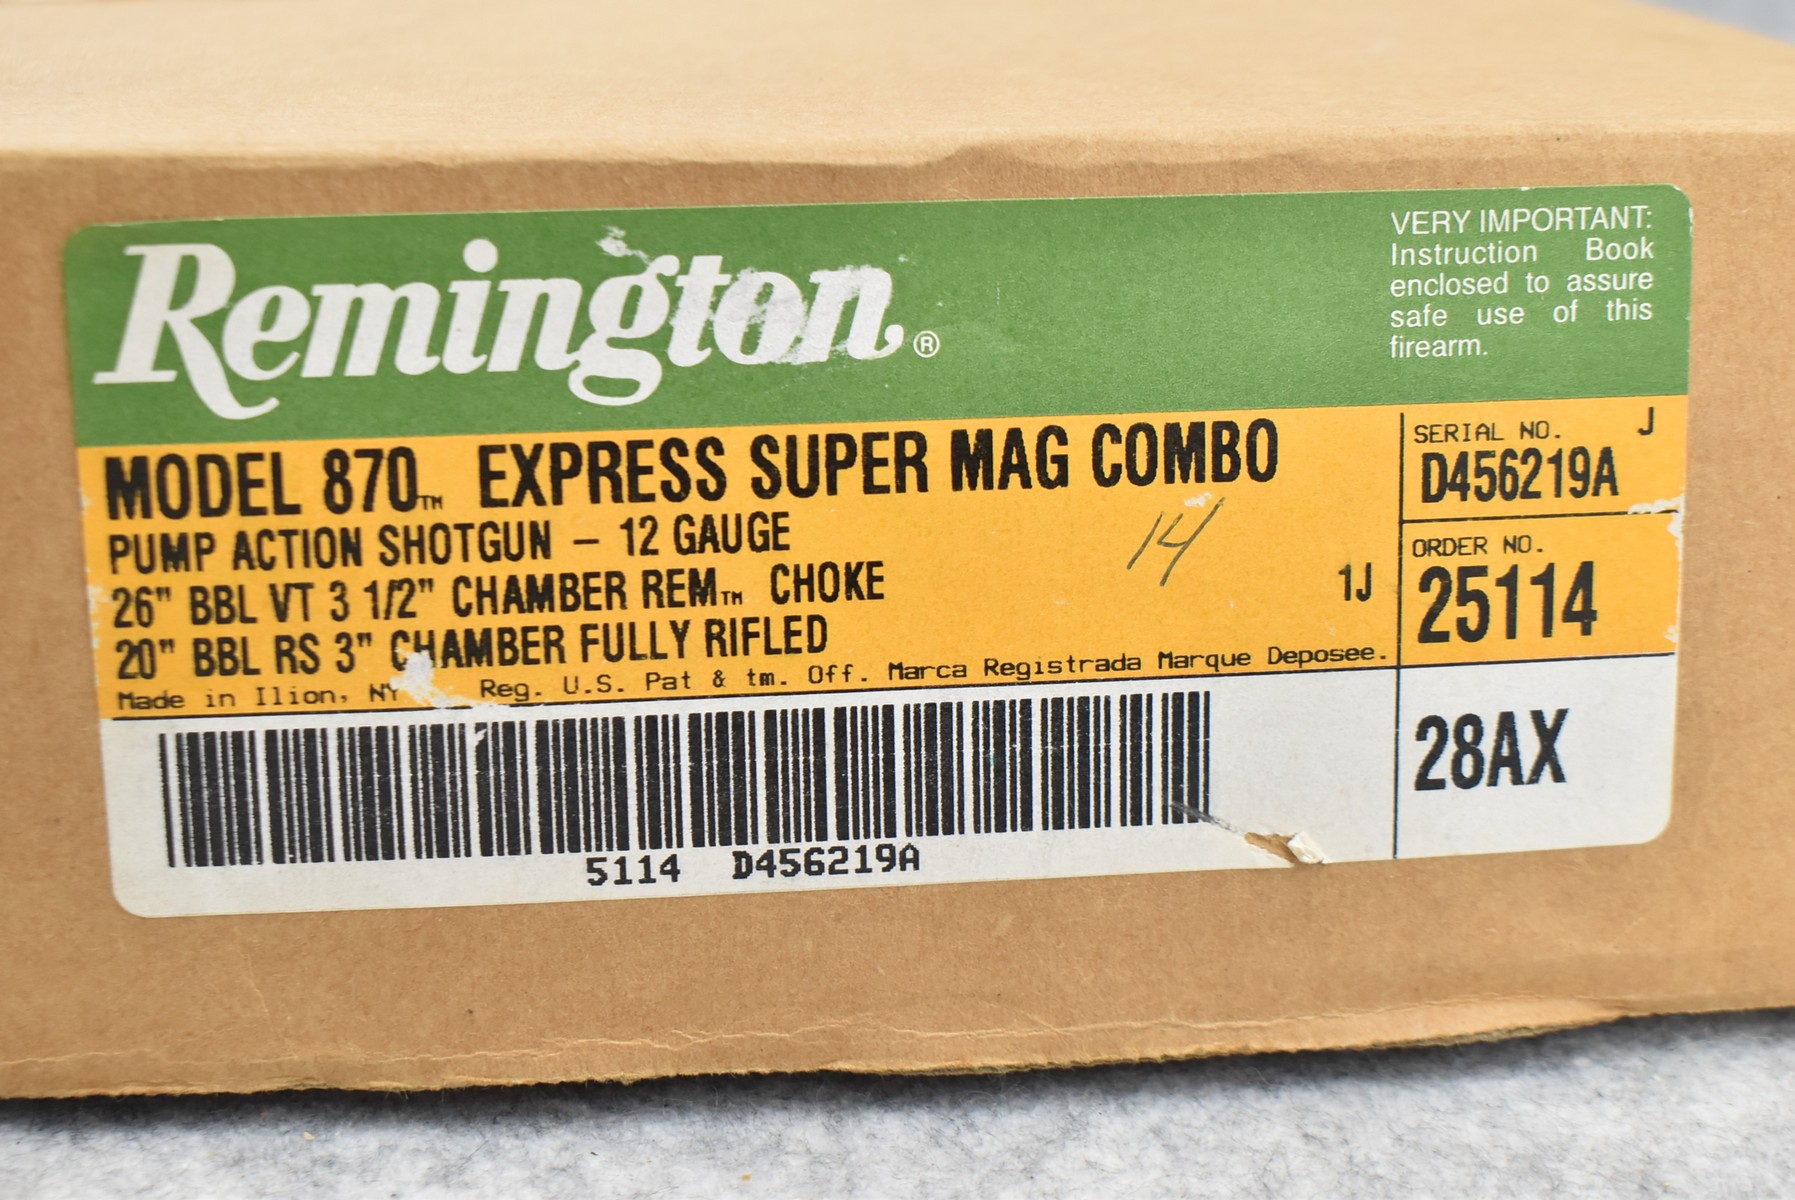 Remington®
VERY IMPORTANT:
Instruction Book
enclosed to assure
safe use of this
firearm.
MODEL 870™ EXPRESS SUPER MAG COMBO
PUMP ACTION SHOTGUN – 12 GAUGE
26" BBL VT 3 1/2" CHAMBER REM™ CHOKE
20" BBL RS 3" CHAMBER FULLY RIFLED
14
1J
Made in Ilion, NY Reg. U.S. Pat & tm. Off. Marca Registrada Marque Deposee.
SERIAL NO. J
D456219A
ORDER NO.
25114
28AX
5114 D456219A